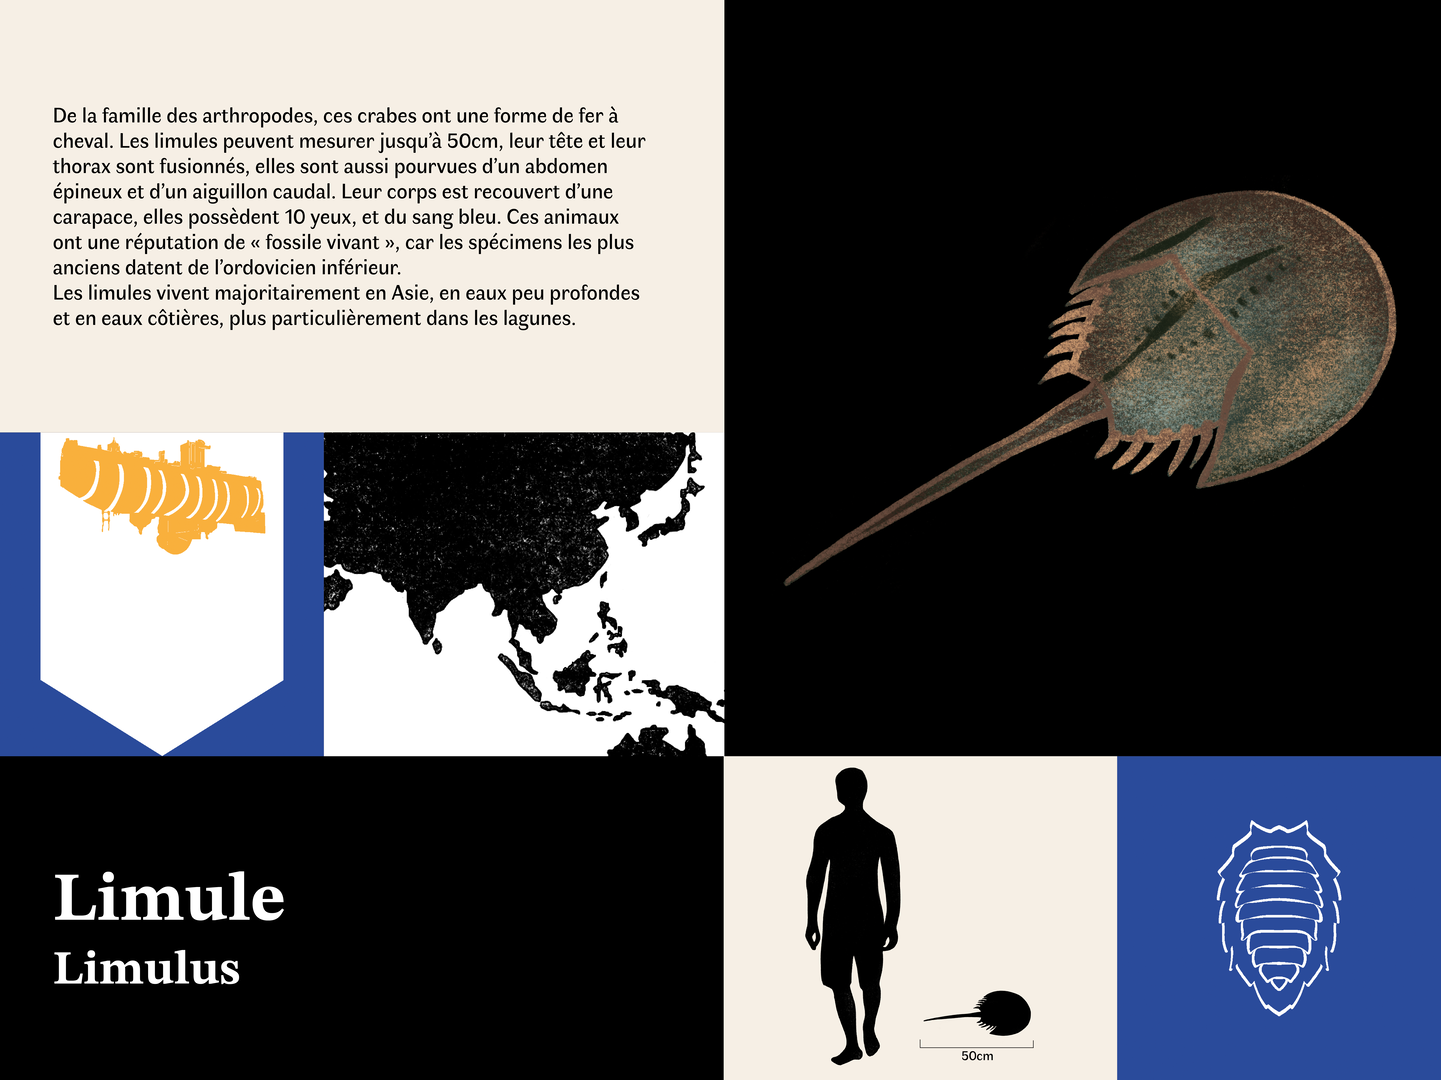 De la famille des arthropodes, ces crabes ont une forme de fer à
cheval. Les limules peuvent mesurer jusqu’à 50cm, leur tête et leur
thorax sont fusionnés, elles sont aussi pourvues d’un abdomen
épineux et d’un aiguillon caudal. Leur corps est recouvert d’une
carapace, elles possèdent 10 yeux, et du sang bleu. Ces animaux
ont une réputation de « fossile vivant », car les spécimens les plus
anciens datent de l’ordovicien inférieur.
Les limules vivent majoritairement en Asie, en eaux peu profondes
et en eaux côtières, plus particulièrement dans les lagunes.
Limule
Limulus
50cm